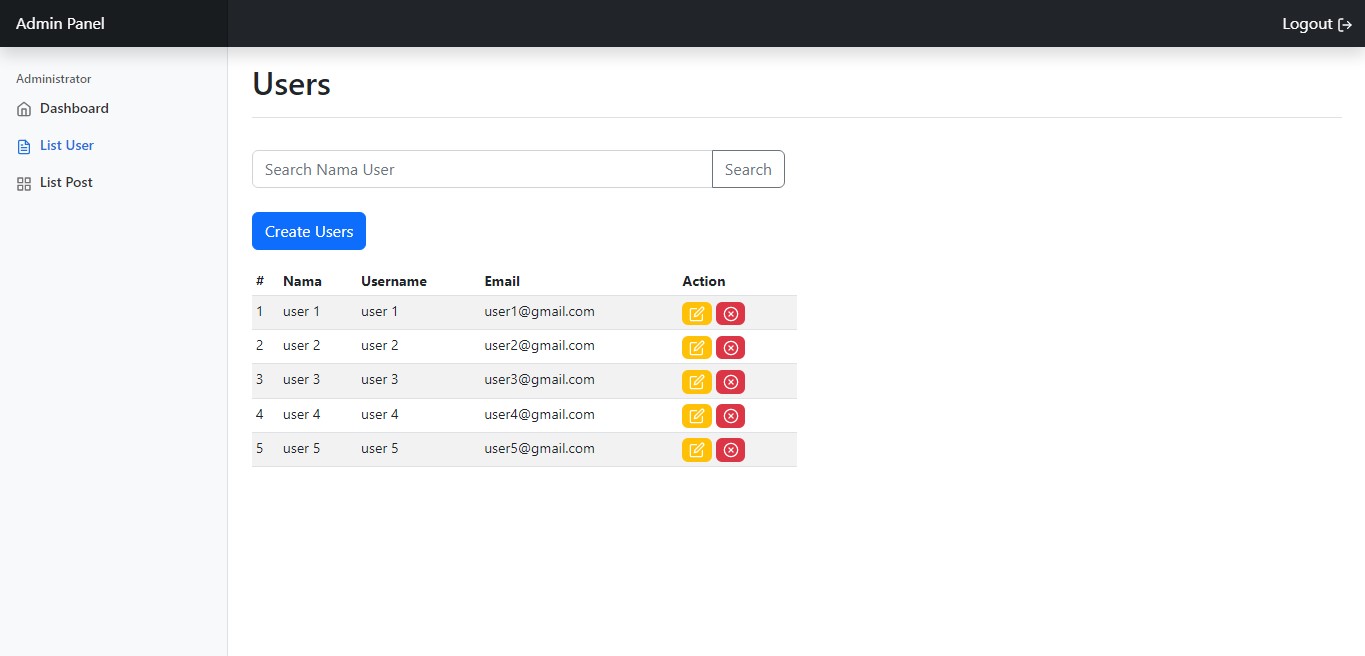 Admin Panel
Logout
Administrator
Dashboard
List User
List Post
Users
Search Nama User
Search
Create Users
# Nama Username Email Action
1 user 1 user 1 user1@gmail.com
2 user 2 user 2 user2@gmail.com
3 user 3 user 3 user3@gmail.com
4 user 4 user 4 user4@gmail.com
5 user 5 user 5 user5@gmail.com